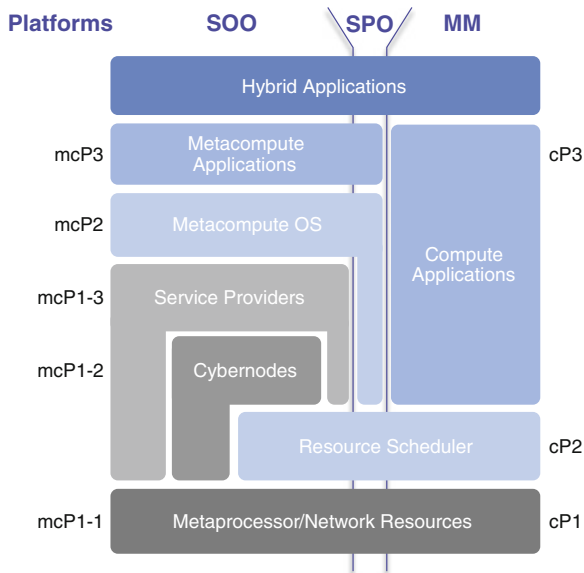 Platforms SOO SPO MM
Hybrid Applications
mcP3 Metacompute Applications cP3
mcP2 Metacompute OS
Compute Applications
mcP1-3 Service Providers
mcP1-2 Cybernodes
Resource Scheduler cP2
mcP1-1 Metaprocessor/Network Resources cP1